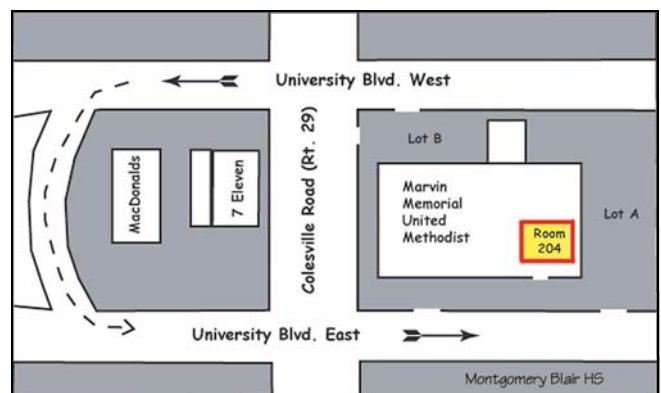 University Blvd. West
Colesville Road (Rt. 29)
MacDonalds
7 Eleven
Lot B
Marvin
Memorial
United
Methodist
Room
204
Lot A
University Blvd. East
Montgomery Blair HS